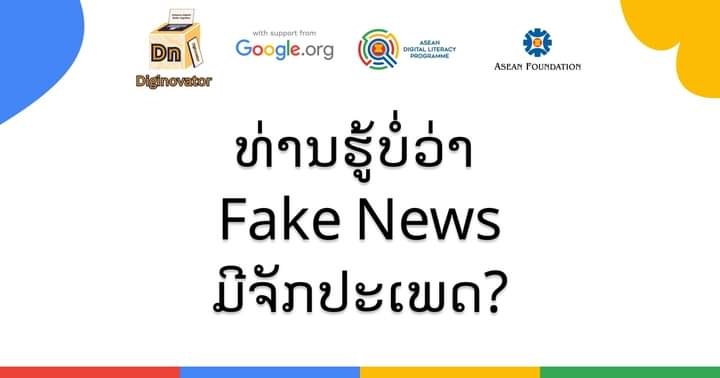 Dn
Diginovator
with support from
Google.org
ASEAN
DIGITAL LITERACY
PROGRAMME
ASEAN FOUNDATION
ທ່ານຮູ້ບໍ່ວ່າ
Fake News
ມີຈັກປະເພດ?